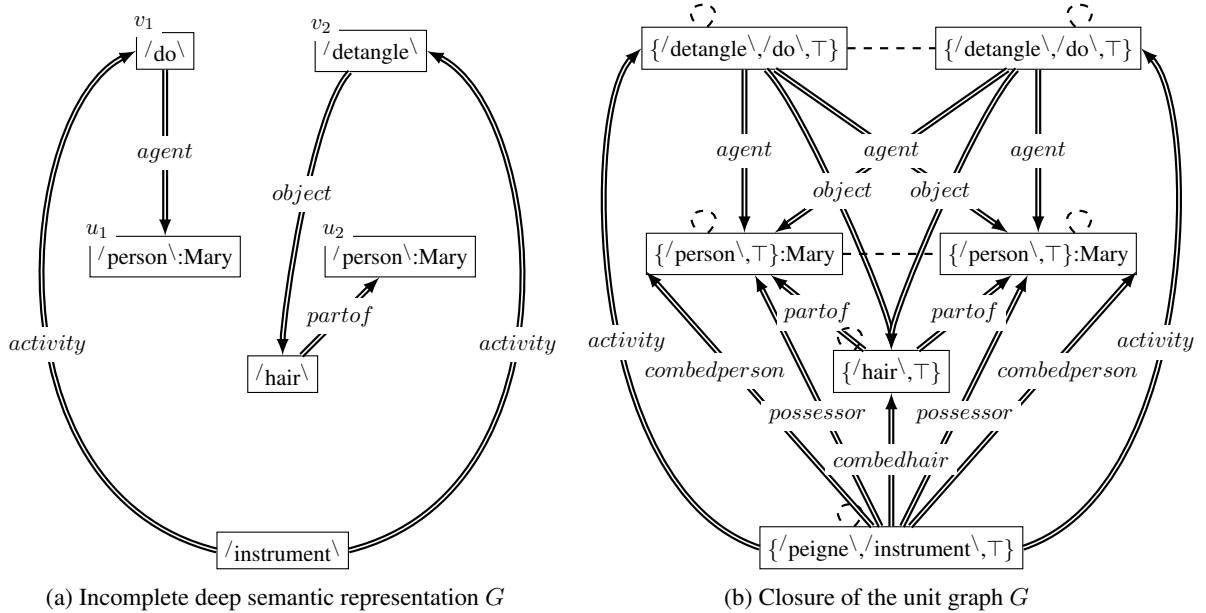 v₁
/do\
v₂
/detangle\
{/detangle\,/do\,⊤}
{/detangle\,/do\,⊤}
agent
object
agent
agent
agent
object
object
u₁
/person\:Mary
u₂
/person\:Mary
{/person\,⊤}:Mary
{/person\,⊤}:Mary
partof
partof
partof
activity
activity
activity
activity
/hair\
{/hair\,⊤}
combedperson
combedperson
possessor
possessor
combedhair
/instrument\
{/peigne\,/instrument\,⊤}
(a) Incomplete deep semantic representation G
(b) Closure of the unit graph G